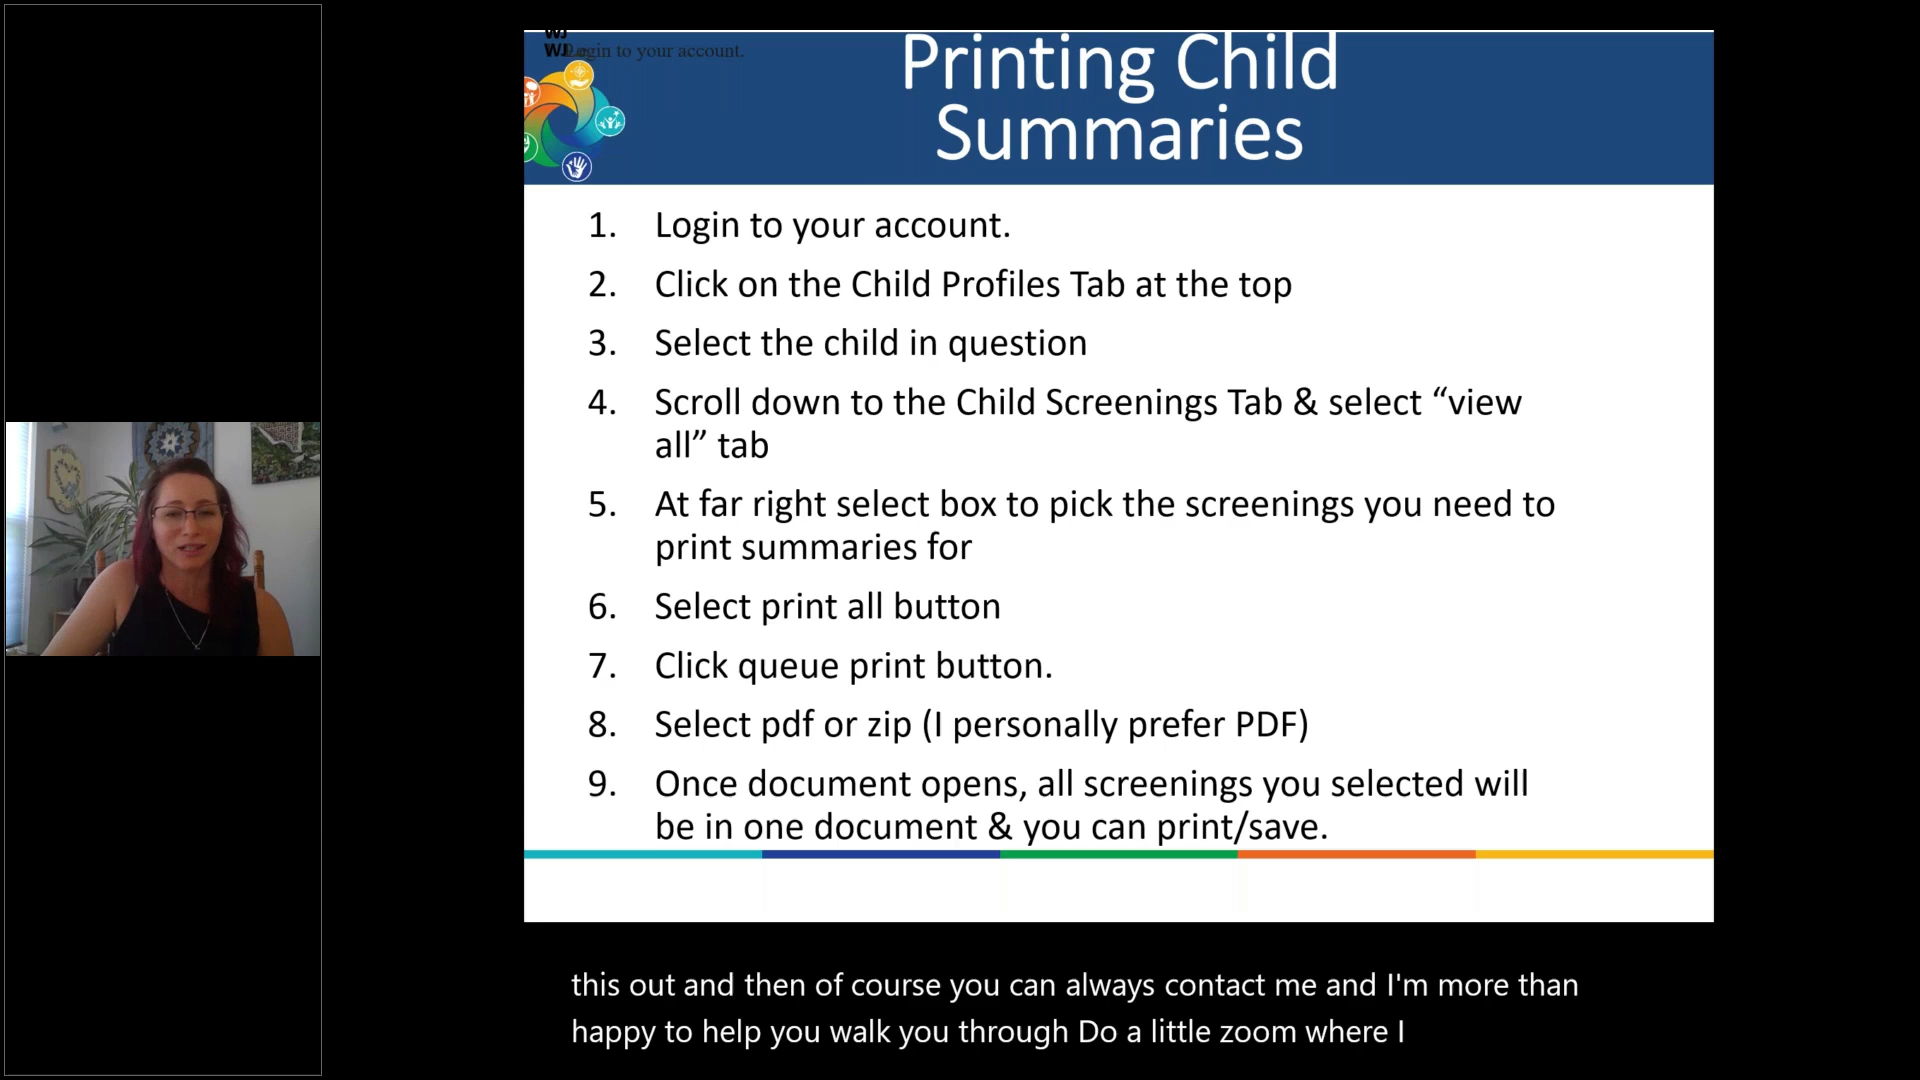 WJ
WJ
Login to your account.
Printing Child
Summaries
1. Login to your account.
2. Click on the Child Profiles Tab at the top
3. Select the child in question
4. Scroll down to the Child Screenings Tab & select “view
all” tab
5. At far right select box to pick the screenings you need to
print summaries for
6. Select print all button
7. Click queue print button.
8. Select pdf or zip (I personally prefer PDF)
9. Once document opens, all screenings you selected will
be in one document & you can print/save.
this out and then of course you can always contact me and I'm more than
happy to help you walk you through Do a little zoom where I